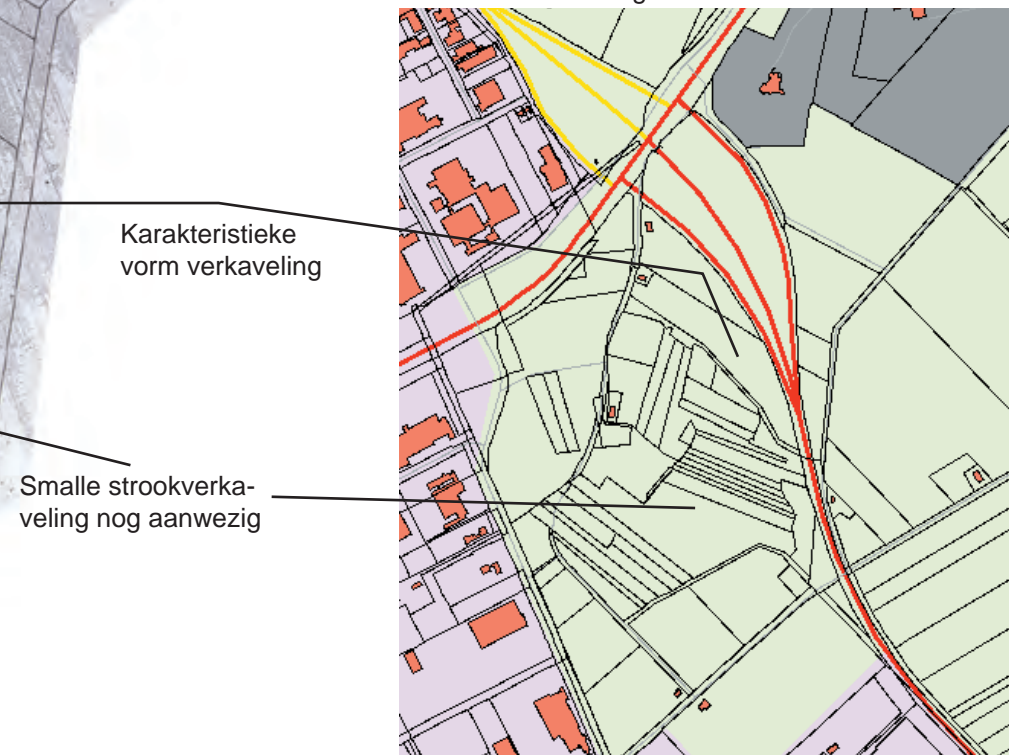 Karakteristieke
vorm verkaveling
Smalle strookverka-
veling nog aanwezig